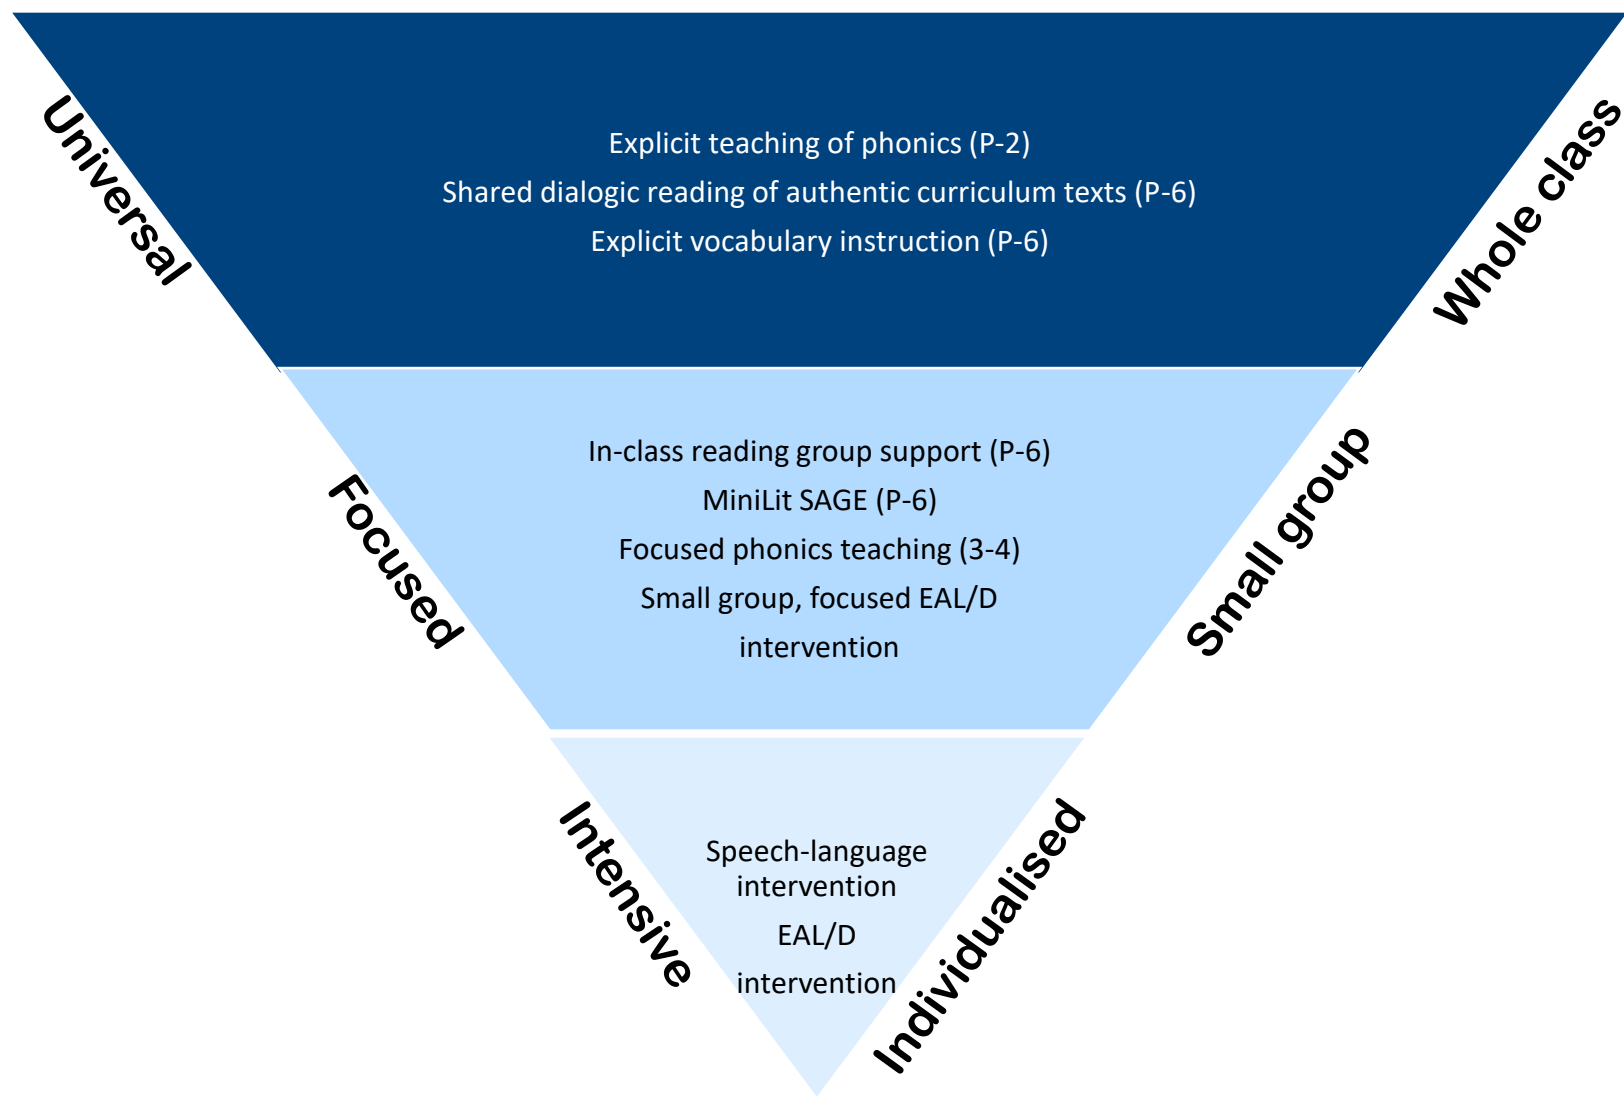 Universal
Whole class
Explicit teaching of phonics (P-2)
Shared dialogic reading of authentic curriculum texts (P-6)
Explicit vocabulary instruction (P-6)
Focused
Small group
In-class reading group support (P-6)
MiniLit SAGE (P-6)
Focused phonics teaching (3-4)
Small group, focused EAL/D
intervention
Intensive
Individualised
Speech-language
intervention
EAL/D
intervention